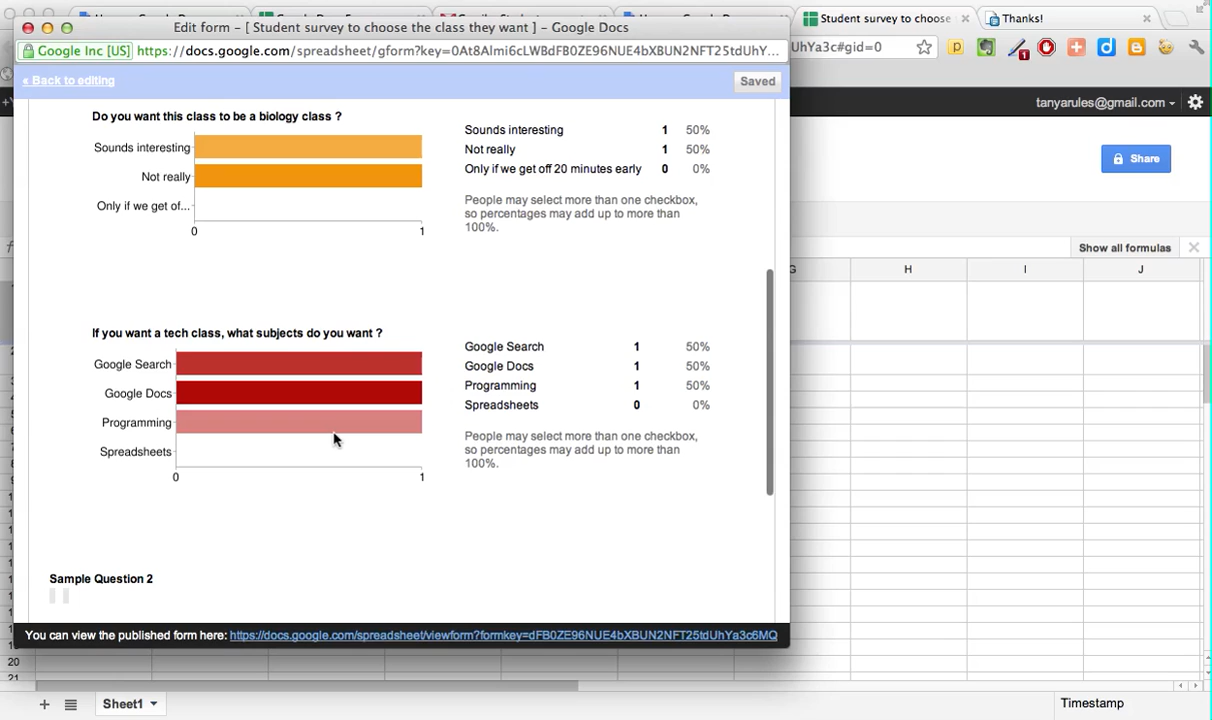 Student survey to choose
Thanks!
Edit form – [ Student survey to choose the class they want ] – Google Docs
Google Inc [US] https://docs.google.com/spreadsheet/gform?key=0At8Almi6cLWBdFB0ZE96NUE4bXBUN2NFT25tdUhY...
UhYa3c#gid=0
« Back to editing
Saved
tanyarules@gmail.com
Share
Do you want this class to be a biology class ?
Sounds interesting
Not really
Only if we get of...
0 1
Sounds interesting 1 50%
Not really 1 50%
Only if we get off 20 minutes early 0 0%
People may select more than one checkbox,
so percentages may add up to more than
100%.
Show all formulas
G H I J
If you want a tech class, what subjects do you want ?
Google Search
Google Docs
Programming
Spreadsheets
0 1
Google Search 1 50%
Google Docs 1 50%
Programming 1 50%
Spreadsheets 0 0%
People may select more than one checkbox,
so percentages may add up to more than
100%.
Sample Question 2
You can view the published form here: https://docs.google.com/spreadsheet/viewform?formkey=dFB0ZE96NUE4bXBUN2NFT25tdUhYa3c6MQ
20
21
Sheet1
Timestamp